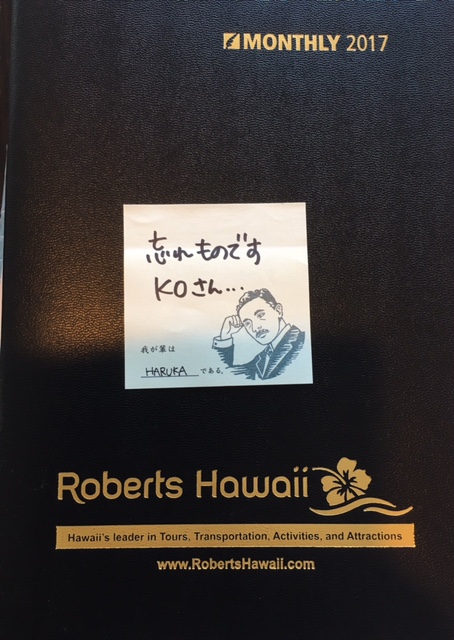 MONTHLY 2017
忘れものです
KOさん...
我が輩は
HARUKA である。
Roberts Hawaii
Hawaii's leader in Tours, Transportation, Activities, and Attractions
www.RobertsHawaii.com